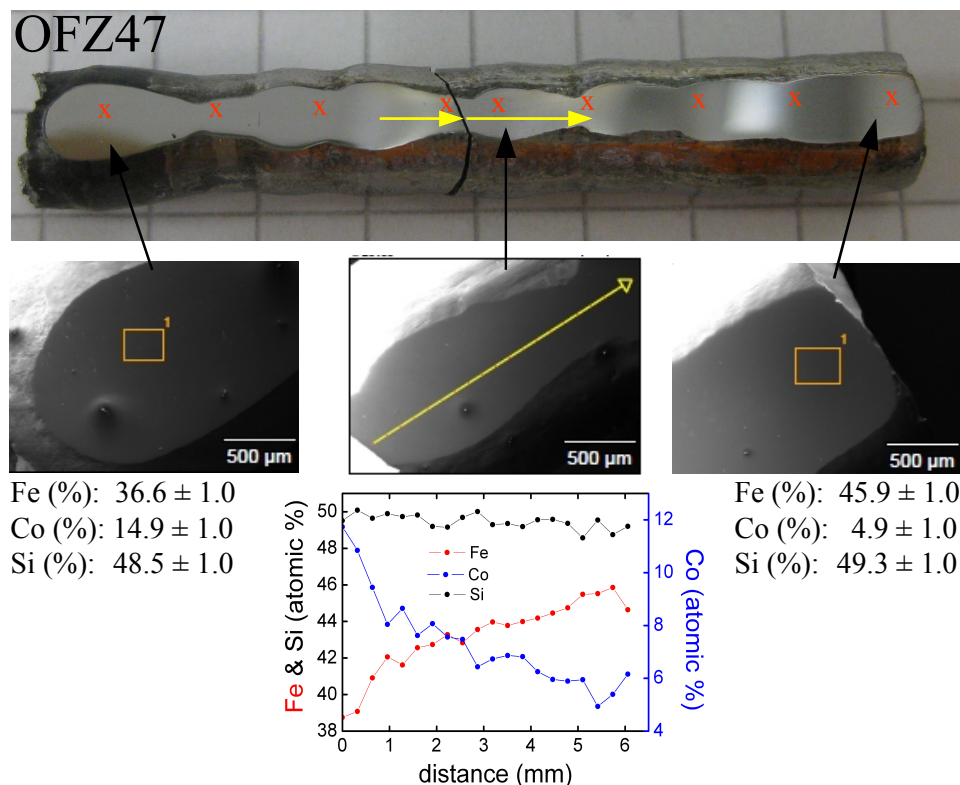 OFZ47
x x x x x x x x x
1
500 µm
500 µm
1
500 µm
Fe (%): 36.6 ± 1.0
Co (%): 14.9 ± 1.0
Si (%): 48.5 ± 1.0
Fe (%): 45.9 ± 1.0
Co (%): 4.9 ± 1.0
Si (%): 49.3 ± 1.0
Fe & Si (atomic %)
50
48
46
44
42
40
38
Fe
Co
Si
12
10
8
6
4
Co (atomic %)
0 1 2 3 4 5 6
distance (mm)